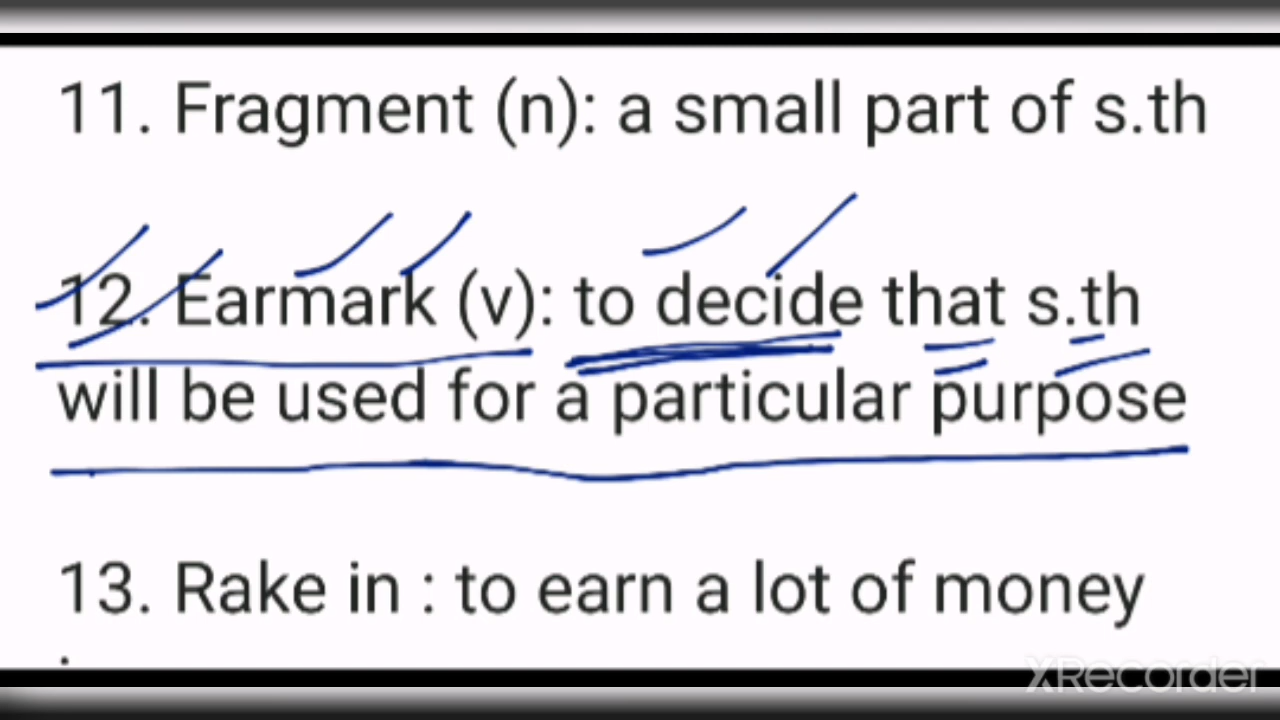 11. Fragment (n): a small part of s.th
12. Earmark (v): to decide that s.th
will be used for a particular purpose
13. Rake in : to earn a lot of money
XRecorder